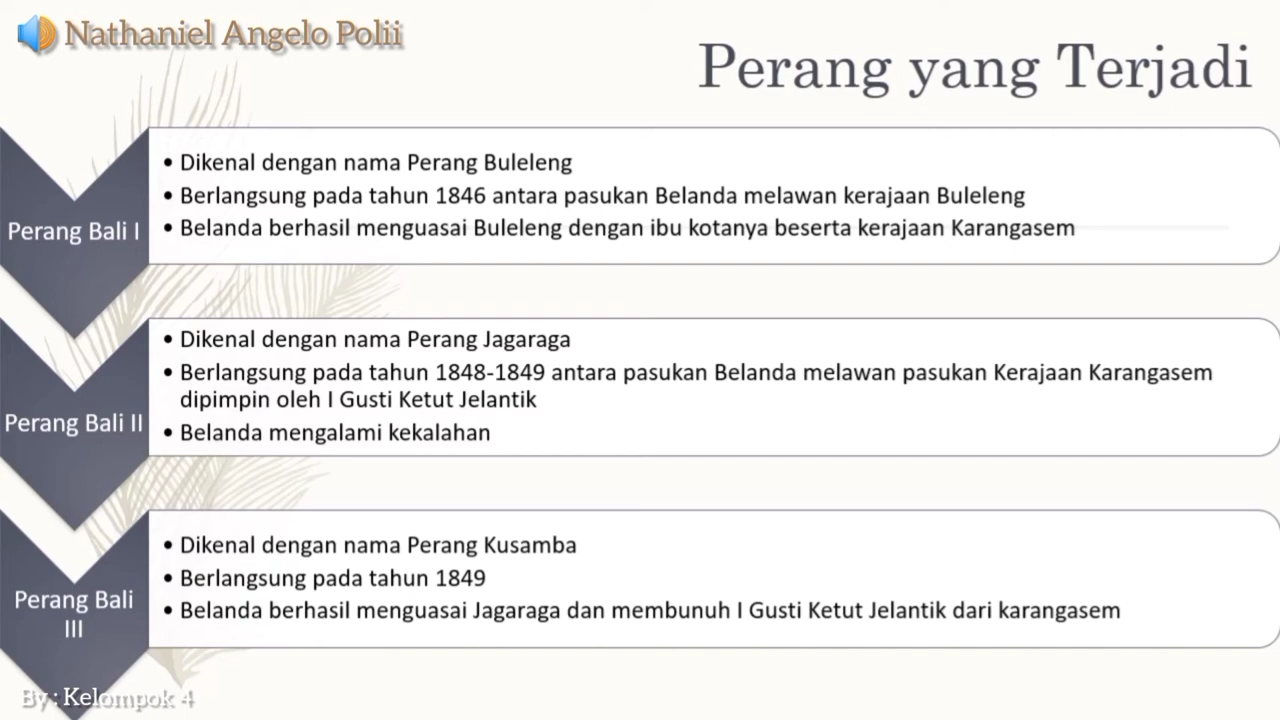 Nathaniel Angelo Polii
Perang yang Terjadi
Perang Bali I
• Dikenal dengan nama Perang Buleleng
• Berlangsung pada tahun 1846 antara pasukan Belanda melawan kerajaan Buleleng
• Belanda berhasil menguasai Buleleng dengan ibu kotanya beserta kerajaan Karangasem
Perang Bali II
• Dikenal dengan nama Perang Jagaraga
• Berlangsung pada tahun 1848-1849 antara pasukan Belanda melawan pasukan Kerajaan Karangasem
dipimpin oleh I Gusti Ketut Jelantik
• Belanda mengalami kekalahan
Perang Bali
III
• Dikenal dengan nama Perang Kusamba
• Berlangsung pada tahun 1849
• Belanda berhasil menguasai Jagaraga dan membunuh I Gusti Ketut Jelantik dari karangasem
By : Kelompok 4